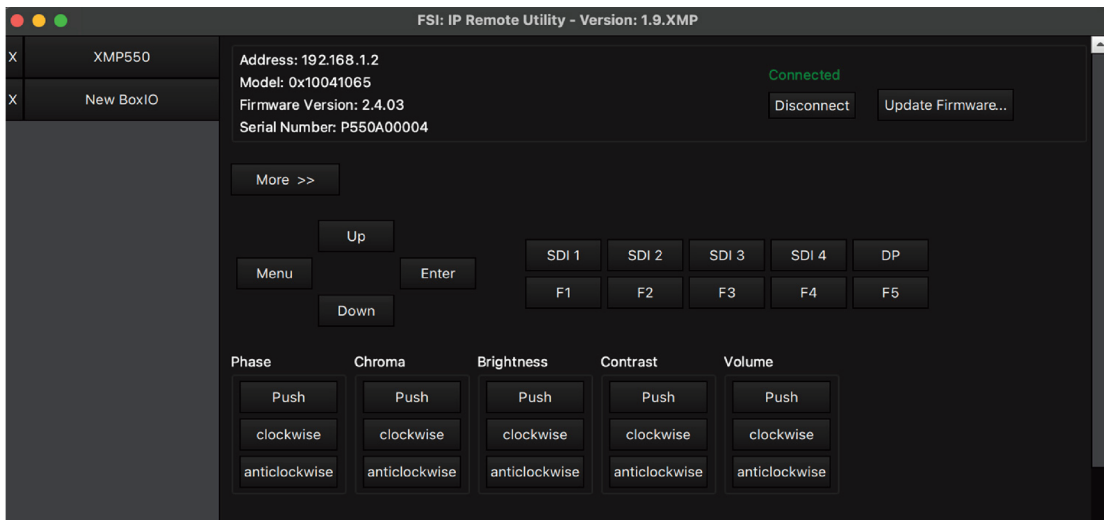 FSI: IP Remote Utility - Version: 1.9.XMP
X XMP550
X New BoxIO
Address: 192.168.1.2
Model: 0x10041065
Firmware Version: 2.4.03
Serial Number: P550A00004
Connected
Disconnect Update Firmware...
More >>
Up
Menu Enter
Down
SDI 1 SDI 2 SDI 3 SDI 4 DP
F1 F2 F3 F4 F5
Phase Chroma Brightness Contrast Volume
Push Push Push Push Push
clockwise clockwise clockwise clockwise clockwise
anticlockwise anticlockwise anticlockwise anticlockwise anticlockwise